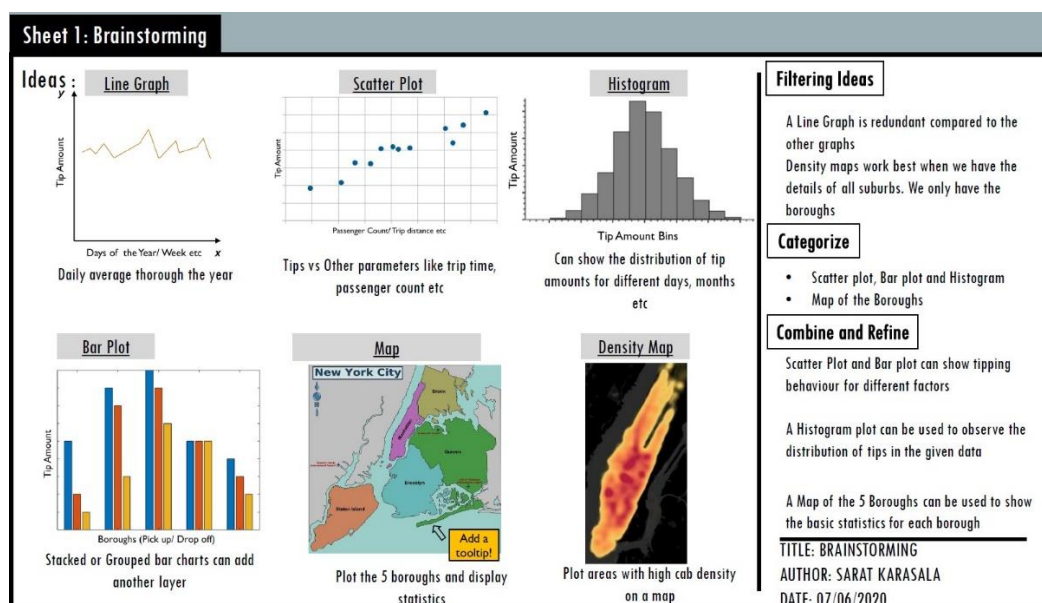 Sheet 1: Brainstorming
Ideas :
Line Graph
y
Tip Amount
Days of the Year/ Week etc
x
Daily average thorough the year
Scatter Plot
Tip Amount
Passenger Count/ Trip distance etc
Tips vs Other parameters like trip time,
passenger count etc
Histogram
Tip Amount
Tip Amount Bins
Can show the distribution of tip
amounts for different days, months
etc
Bar Plot
Tip Amount
Boroughs (Pick up/ Drop off)
Stacked or Grouped bar charts can add
another layer
Map
New York City
Bronx
Manhattan
Queens
Brooklyn
Staten Island
Add a
tooltip!
Plot the 5 boroughs and display
statistics
Density Map
Plot areas with high cab density
on a map
Filtering Ideas
A Line Graph is redundant compared to the
other graphs
Density maps work best when we have the
details of all suburbs. We only have the
boroughs
Categorize
• Scatter plot, Bar plot and Histogram
• Map of the Boroughs
Combine and Refine
Scatter Plot and Bar plot can show tipping
behaviour for different factors
A Histogram plot can be used to observe the
distribution of tips in the given data
A Map of the 5 Boroughs can be used to show
the basic statistics for each borough
TITLE: BRAINSTORMING
AUTHOR: SARAT KARASALA
DATE: 07/06/2020